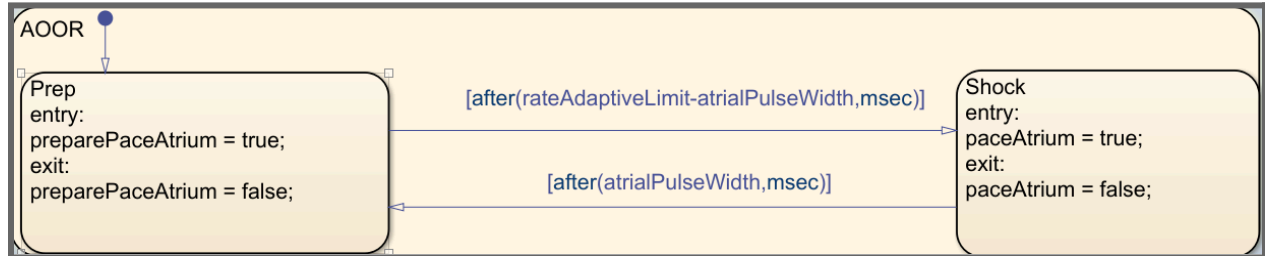 AOOR
Prep
entry:
preparePaceAtrium = true;
exit:
preparePaceAtrium = false;
[after(rateAdaptiveLimit-atrialPulseWidth,msec)]
[after(atrialPulseWidth,msec)]
Shock
entry:
paceAtrium = true;
exit:
paceAtrium = false;